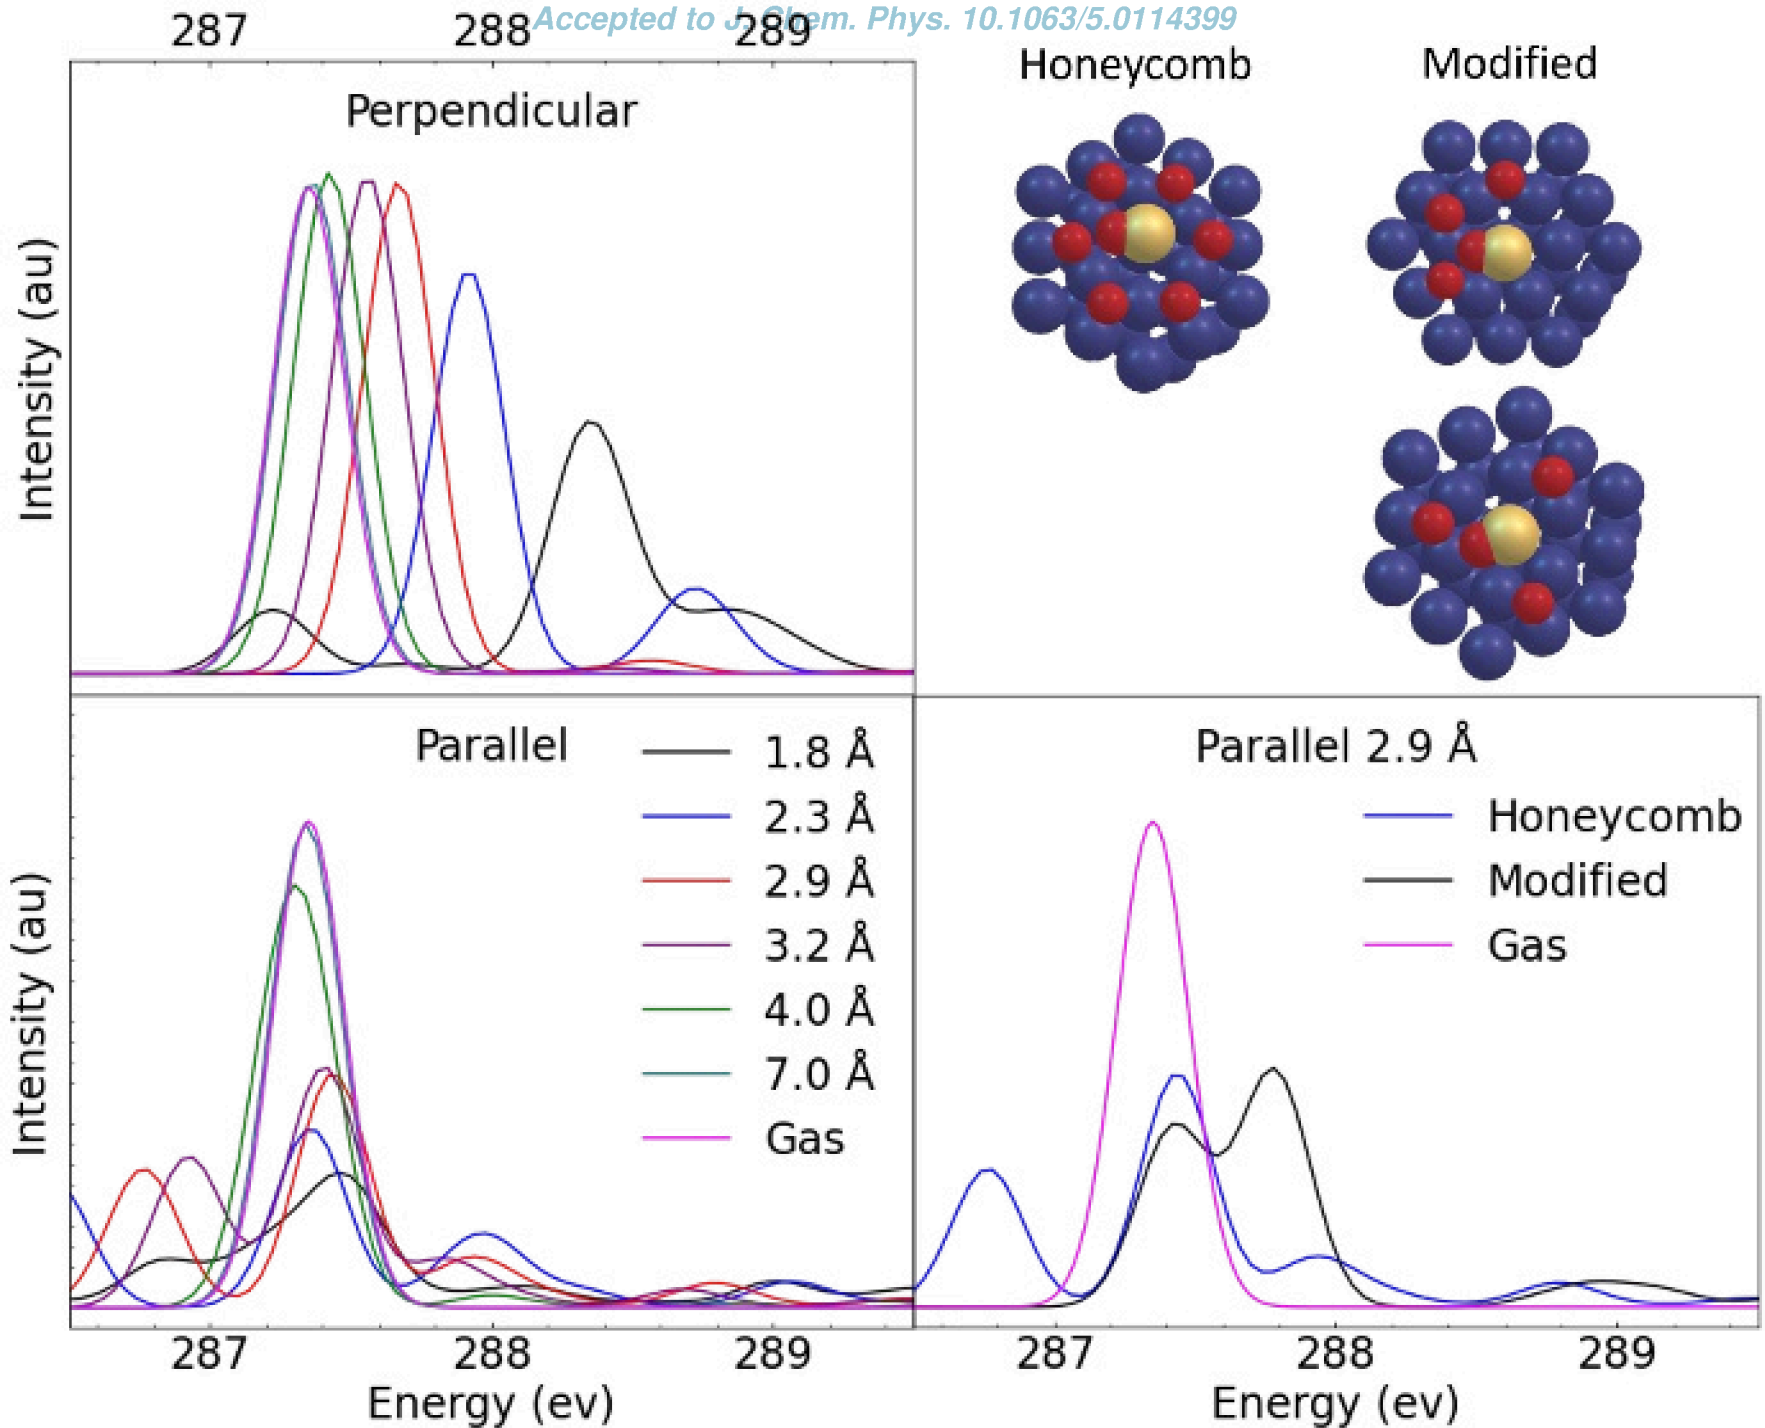 Accepted to J. Chem. Phys. 10.1063/5.0114399
287 288 289
Honeycomb Modified
Perpendicular
Intensity (au)
Parallel
1.8 Å
2.3 Å
2.9 Å
3.2 Å
4.0 Å
7.0 Å
Gas
Intensity (au)
287 288 289
Energy (ev)
Parallel 2.9 Å
Honeycomb
Modified
Gas
287 288 289
Energy (ev)